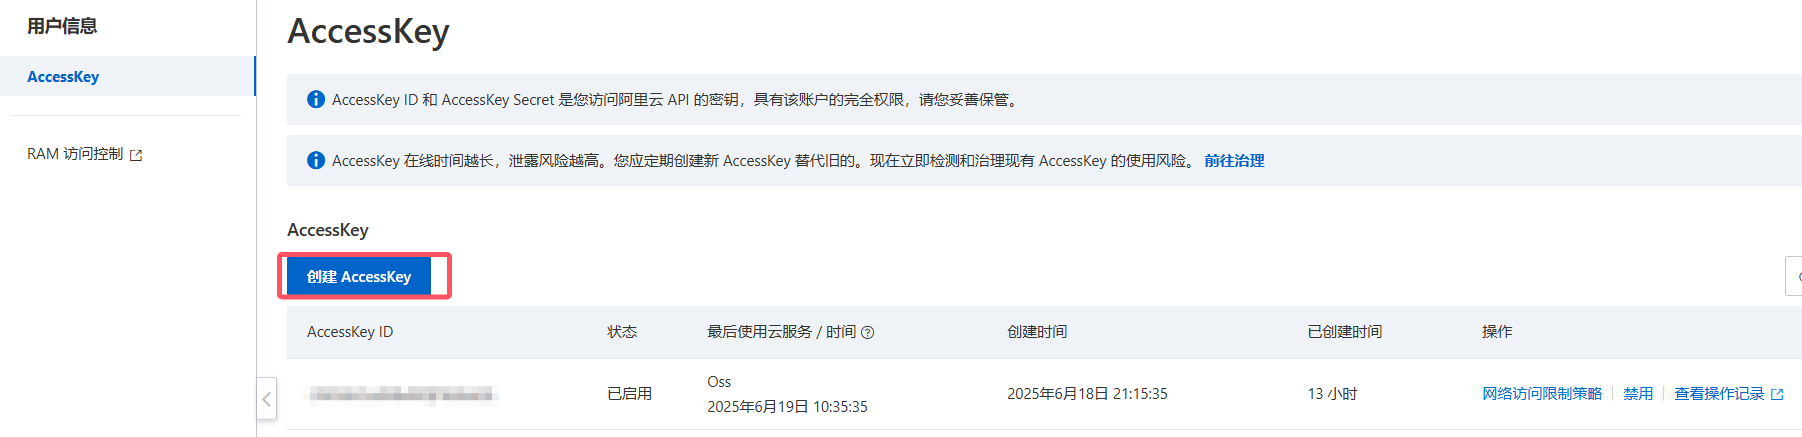 用户信息
AccessKey
RAM 访问控制
AccessKey
AccessKey ID 和 AccessKey Secret 是您访问阿里云 API 的密钥，具有该账户的完全权限，请您妥善保管。
AccessKey 在线时间越长，泄露风险越高。您应定期创建新 AccessKey 替代旧的。现在立即检测和治理现有 AccessKey 的使用风险。 前往治理
AccessKey
创建 AccessKey
AccessKey ID 状态 最后使用云服务 / 时间 创建时间 已创建时间 操作
已启用 Oss 2025年6月18日 21:15:35 13 小时 网络访问限制策略 禁用 查看操作记录
2025年6月19日 10:35:35